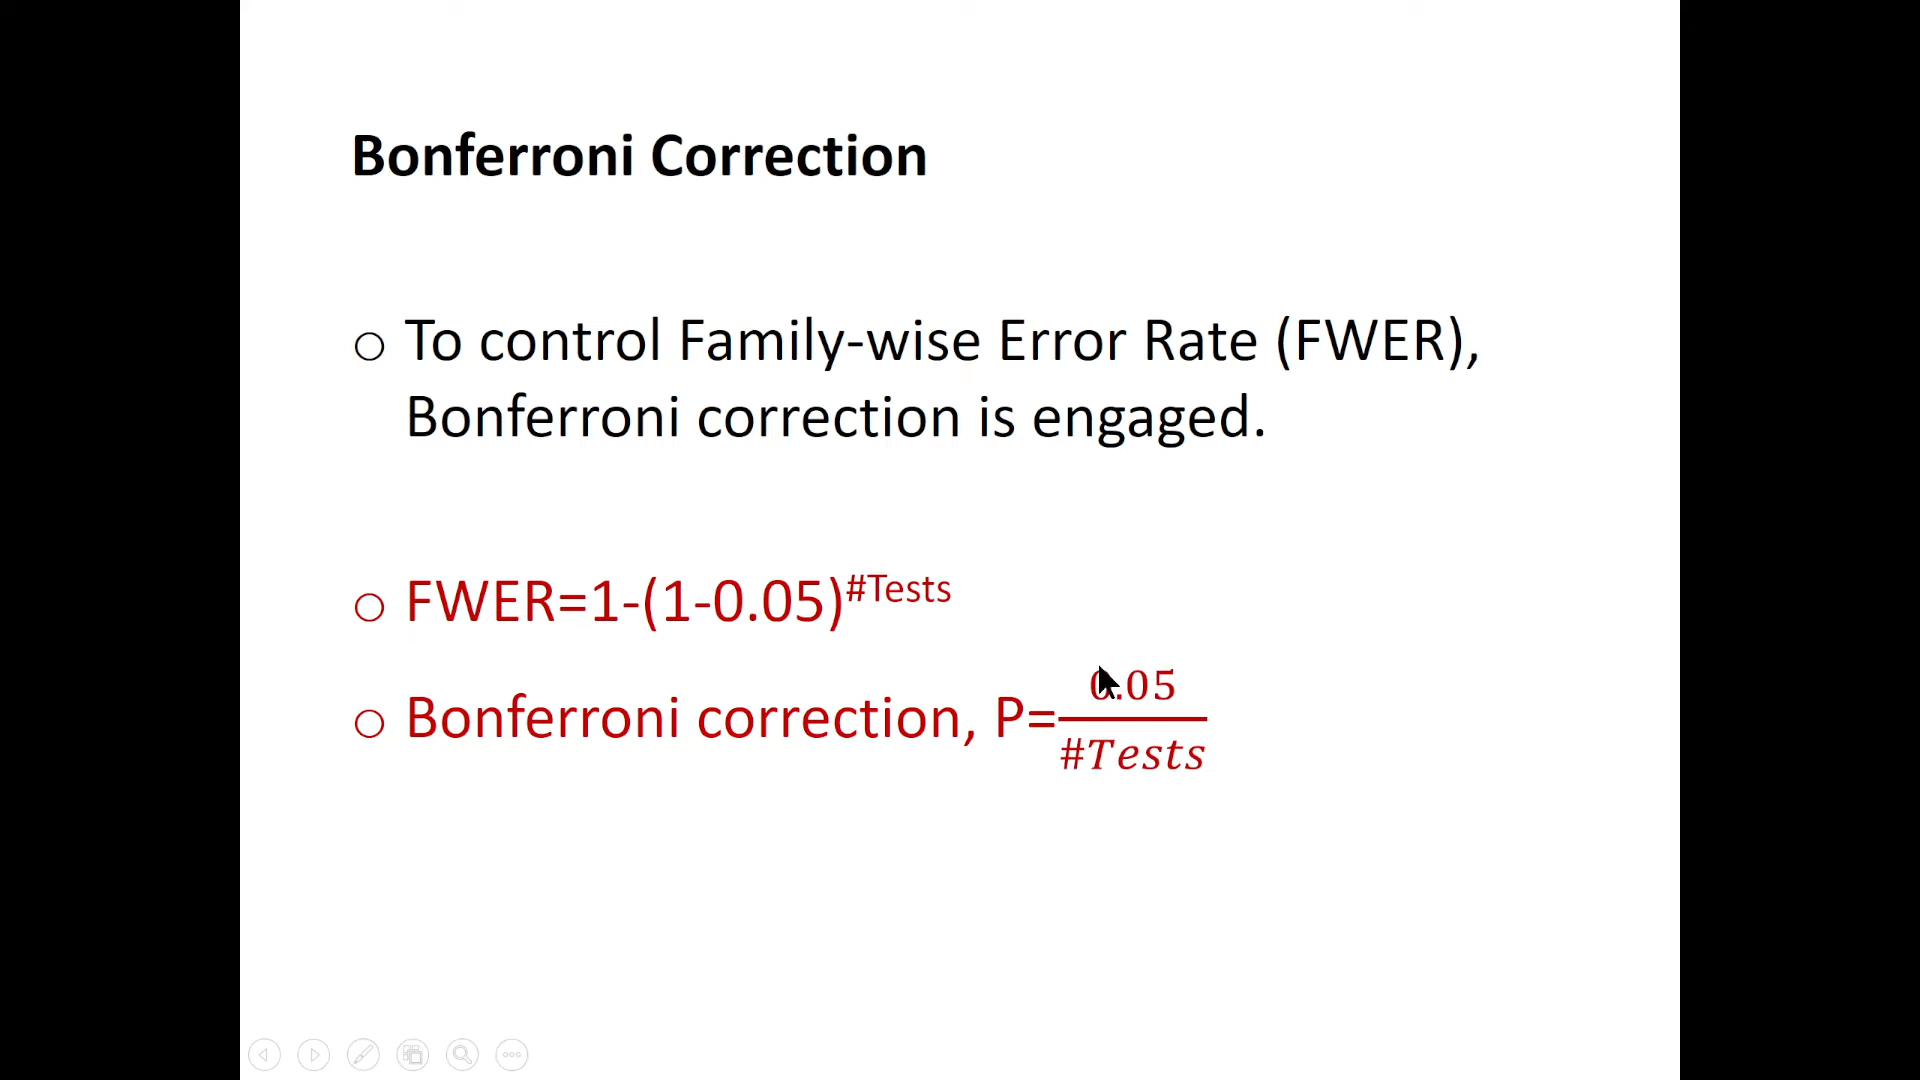 Bonferroni Correction
○ To control Family-wise Error Rate (FWER),
Bonferroni correction is engaged.
○ FWER=1-(1-0.05)^#Tests
○ Bonferroni correction, P=0.05/#Tests